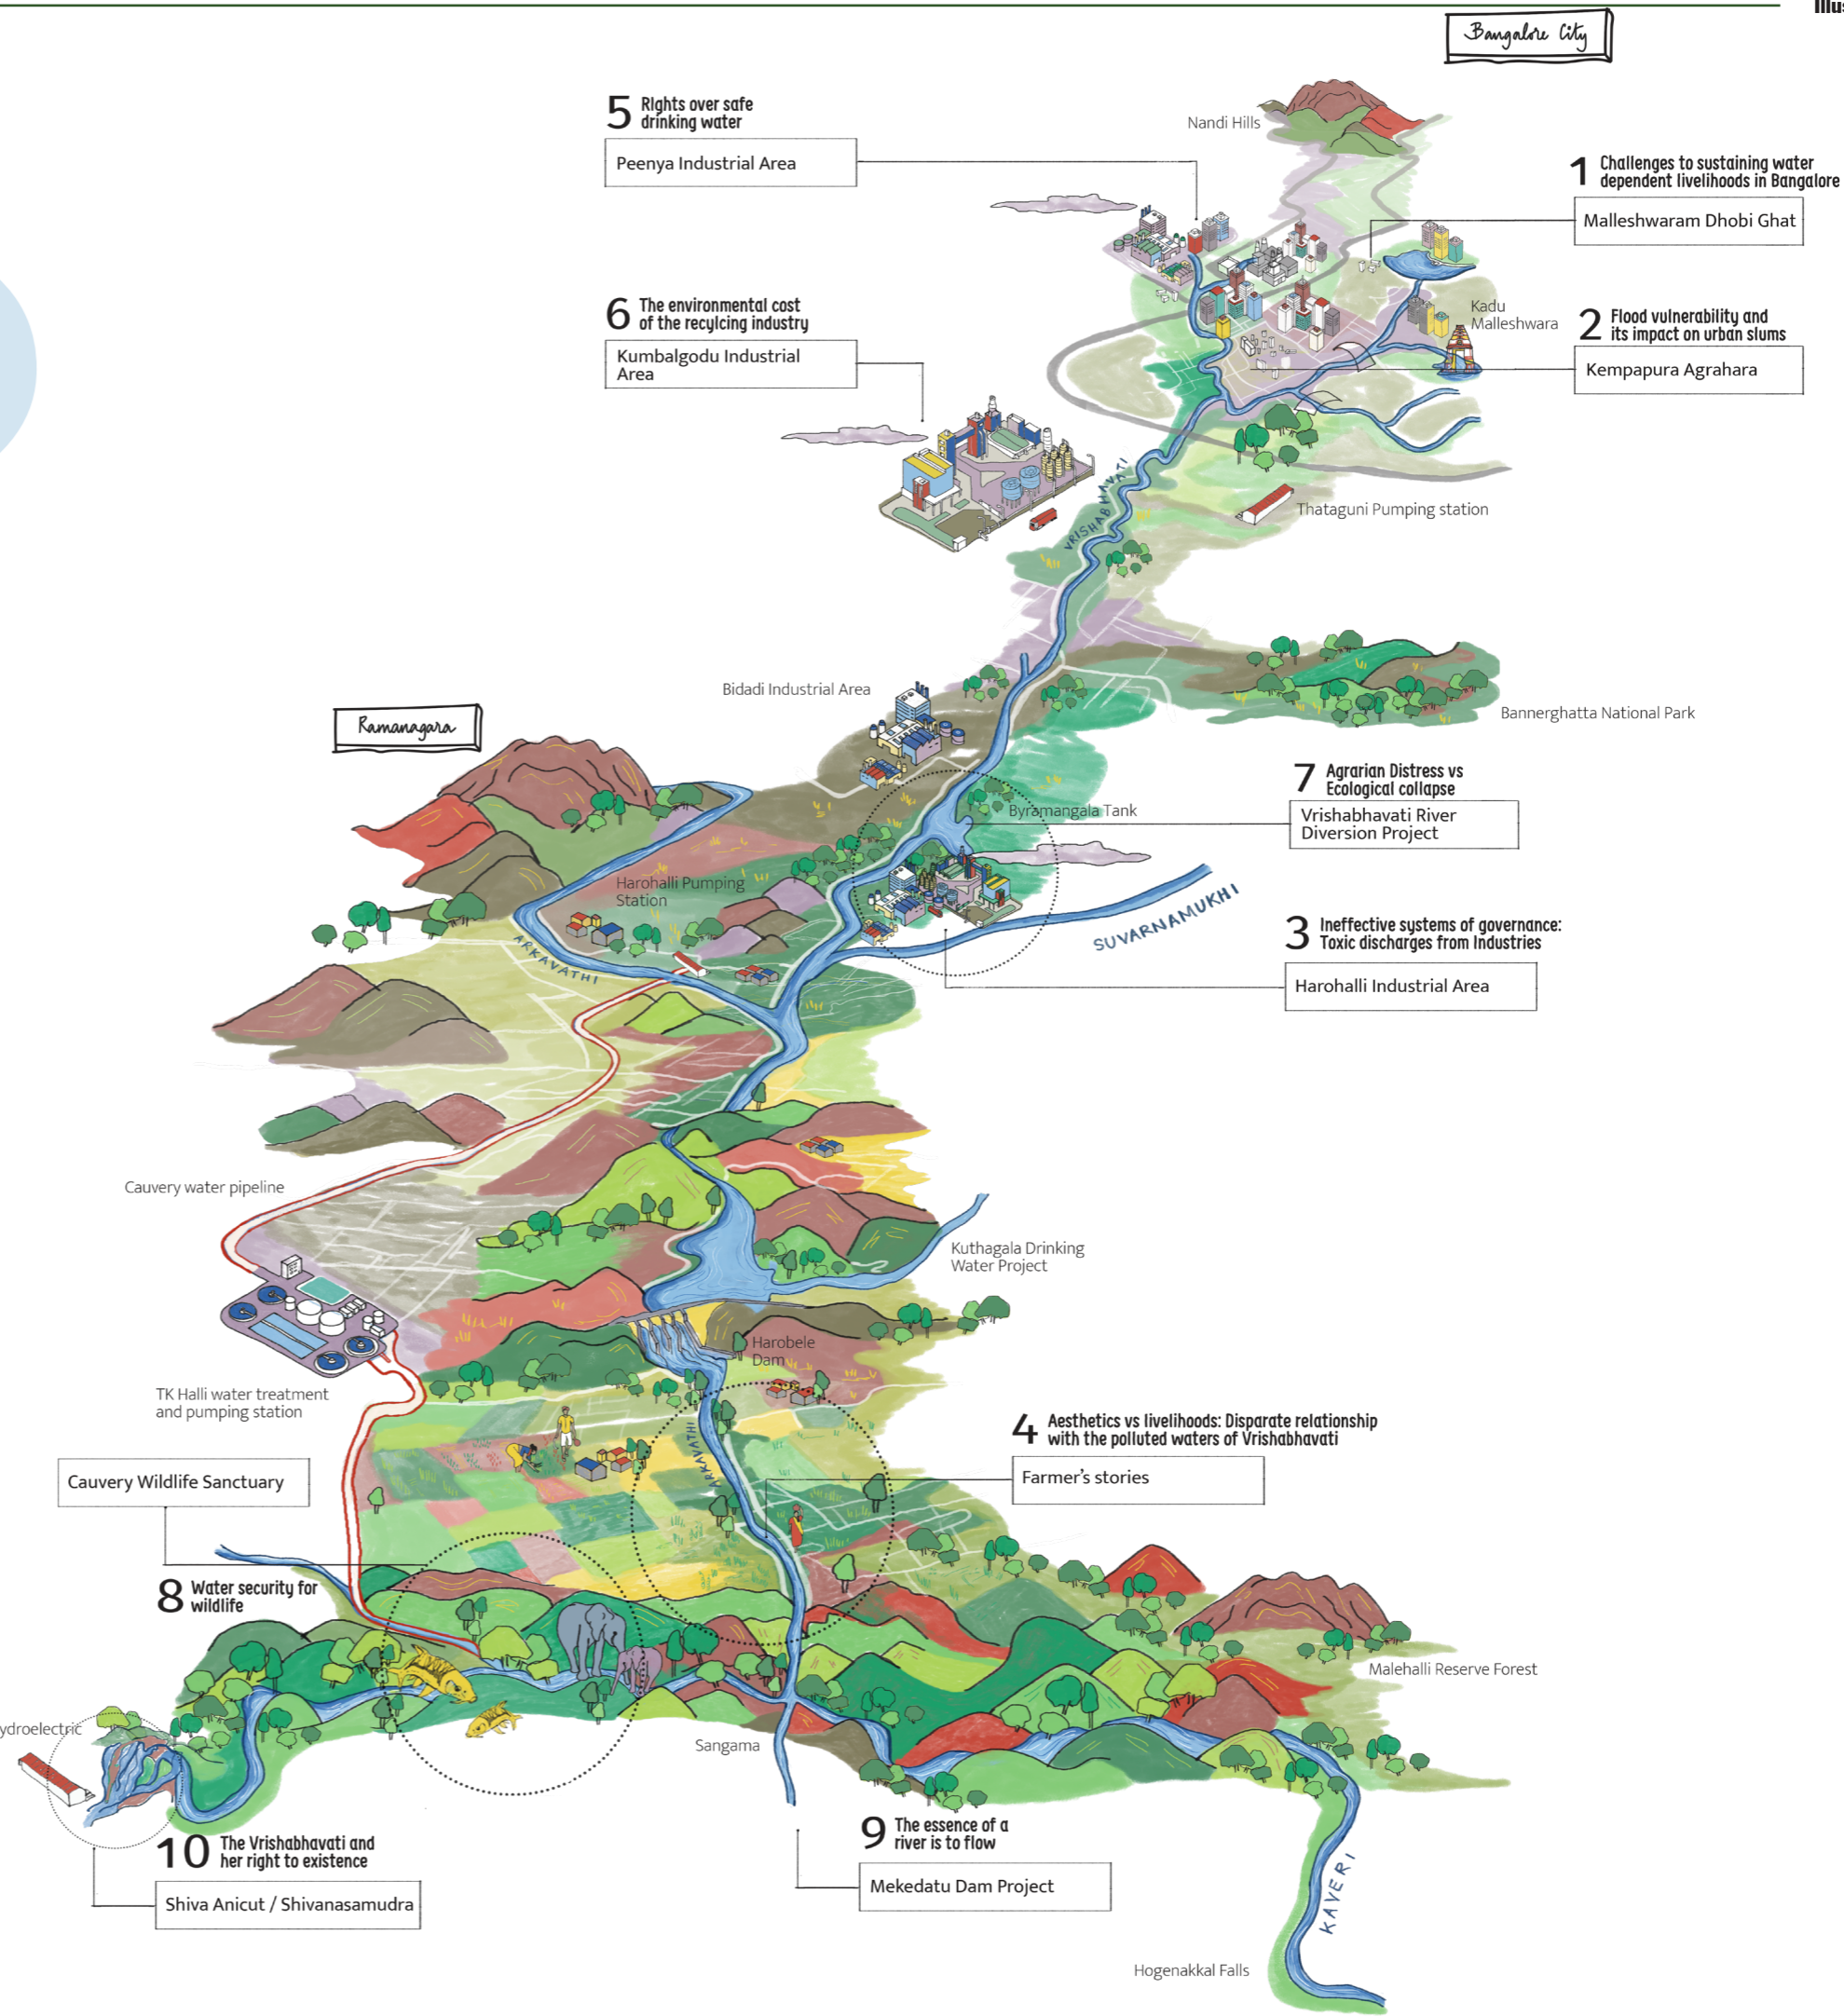 Illus
Bangalore City
Nandi Hills
5 Rights over safe
drinking water
Peenya Industrial Area
1 Challenges to sustaining water
dependent livelihoods in Bangalore
Malleshwaram Dhobi Ghat
6 The environmental cost
of the recylcing industry
Kumbalgodu Industrial
Area
Kadu
Malleshwara
2 Flood vulnerability and
its impact on urban slums
Kempapura Agrahara
VRISHABHAVATI
Thataguni Pumping station
Bidadi Industrial Area
Bannerghatta National Park
Ramanagara
7 Agrarian Distress vs
Ecological collapse
Vrishabhavati River
Diversion Project
Byramangala Tank
Harohalli Pumping
Station
ARKAVATHI
SUVARNAMUKHI
3 Ineffective systems of governance:
Toxic discharges from Industries
Harohalli Industrial Area
Cauvery water pipeline
Kuthagala Drinking
Water Project
Harobele
Dam
TK Halli water treatment
and pumping station
ARKAVATHI
4 Aesthetics vs livelihoods: Disparate relationship
with the polluted waters of Vrishabhavati
Farmer's stories
Cauvery Wildlife Sanctuary
8 Water security for
wildlife
Malehalli Reserve Forest
ydroelectric
Sangama
10 The Vrishabhavati and
her right to existence
Shiva Anicut / Shivanasamudra
9 The essence of a
river is to flow
Mekedatu Dam Project
KAVERI
Hogenakkal Falls